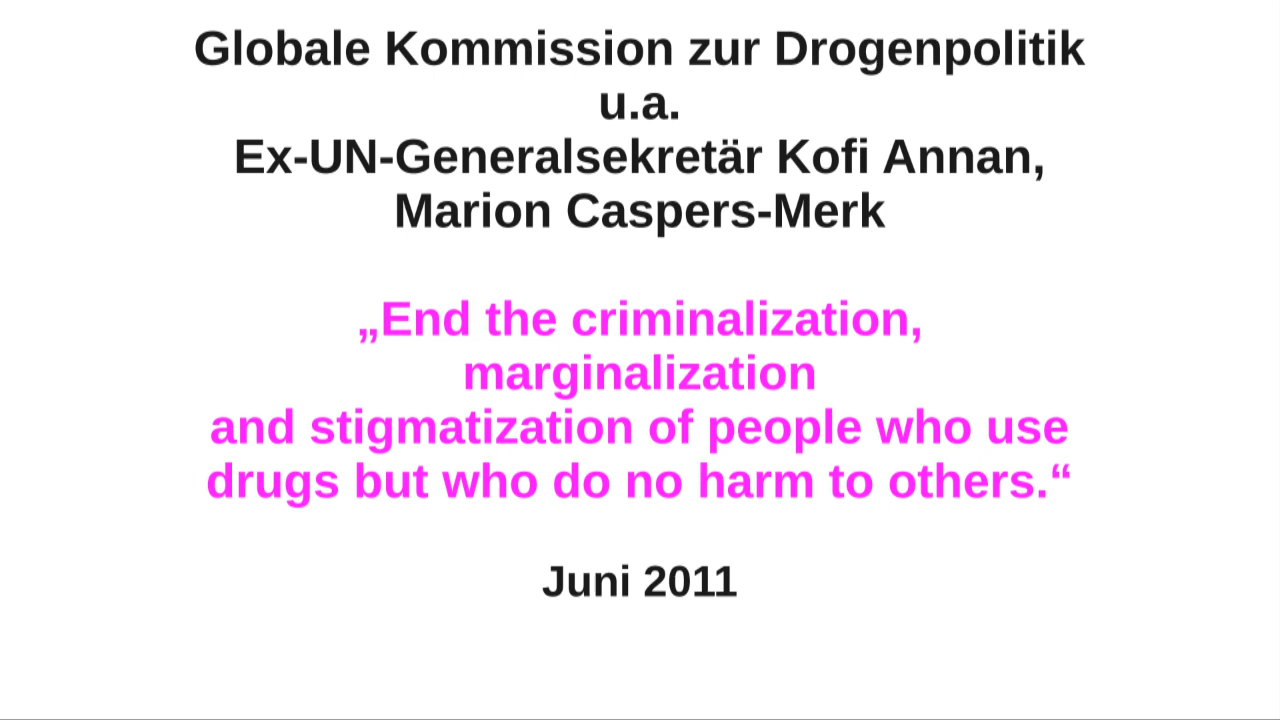 Globale Kommission zur Drogenpolitik
u.a.
Ex-UN-Generalsekretär Kofi Annan,
Marion Caspers-Merk
„End the criminalization,
marginalization
and stigmatization of people who use
drugs but who do no harm to others.“
Juni 2011